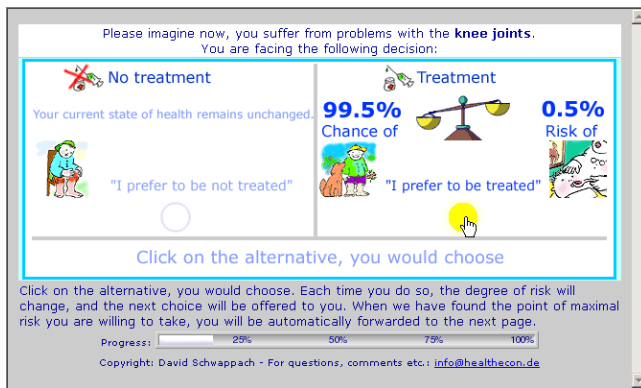 Please imagine now, you suffer from problems with the knee joints.
You are facing the following decision:
No treatment
Your current state of health remains unchanged.
"I prefer to be not treated"
Treatment
99.5%
Chance of
0.5%
Risk of
"I prefer to be treated"
Click on the alternative, you would choose
Click on the alternative, you would choose. Each time you do so, the degree of risk will
change, and the next choice will be offered to you. When we have found the point of maximal
risk you are willing to take, you will be automatically forwarded to the next page.
Progress: 25% 50% 75% 100%
Copyright: David Schwappach - For questions, comments etc.: info@healthecon.de